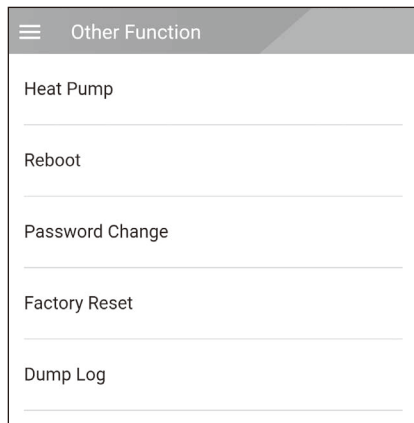 Other Function
Heat Pump
Reboot
Password Change
Factory Reset
Dump Log